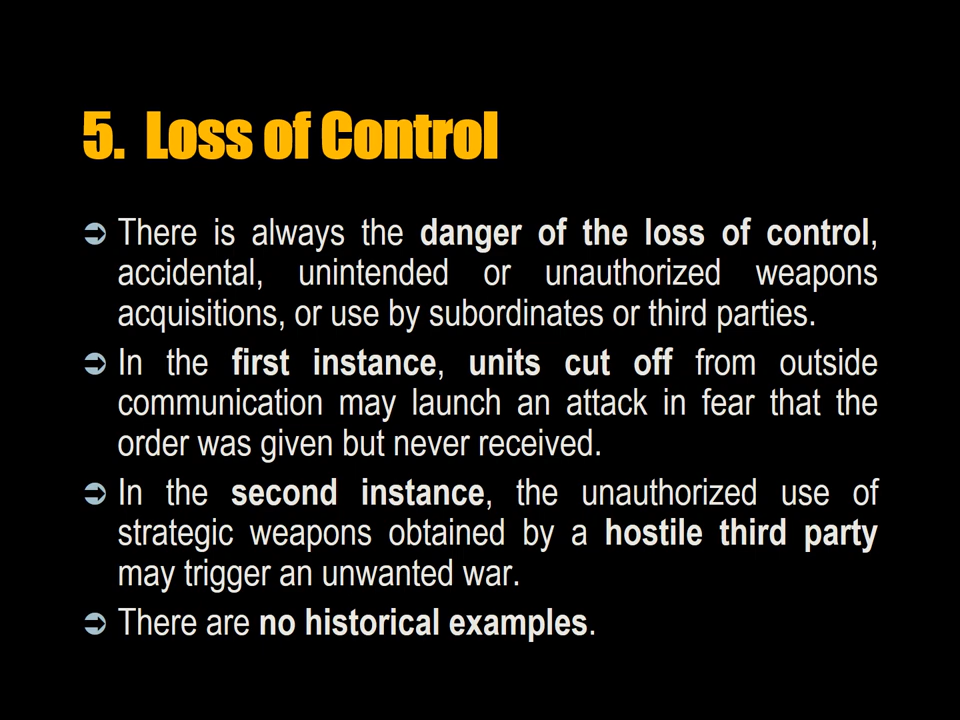 5. Loss of Control
There is always the danger of the loss of control,
accidental, unintended or unauthorized weapons
acquisitions, or use by subordinates or third parties.
In the first instance, units cut off from outside
communication may launch an attack in fear that the
order was given but never received.
In the second instance, the unauthorized use of
strategic weapons obtained by a hostile third party
may trigger an unwanted war.
There are no historical examples.